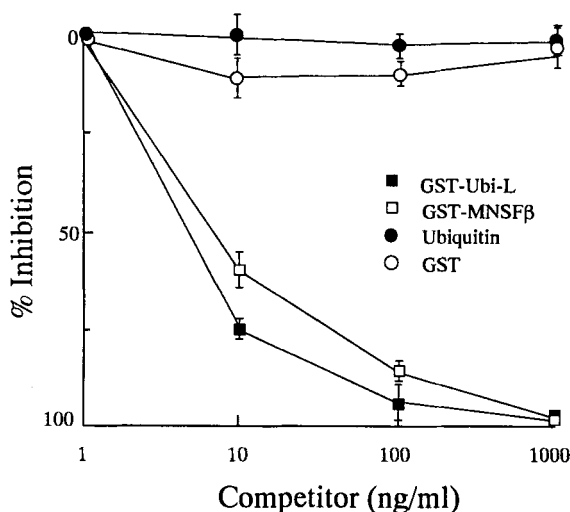 0
50
100
% Inhibition
GST-Ubi-L
GST-MNSFβ
Ubiquitin
GST
1
10
100
1000
Competitor (ng/ml)